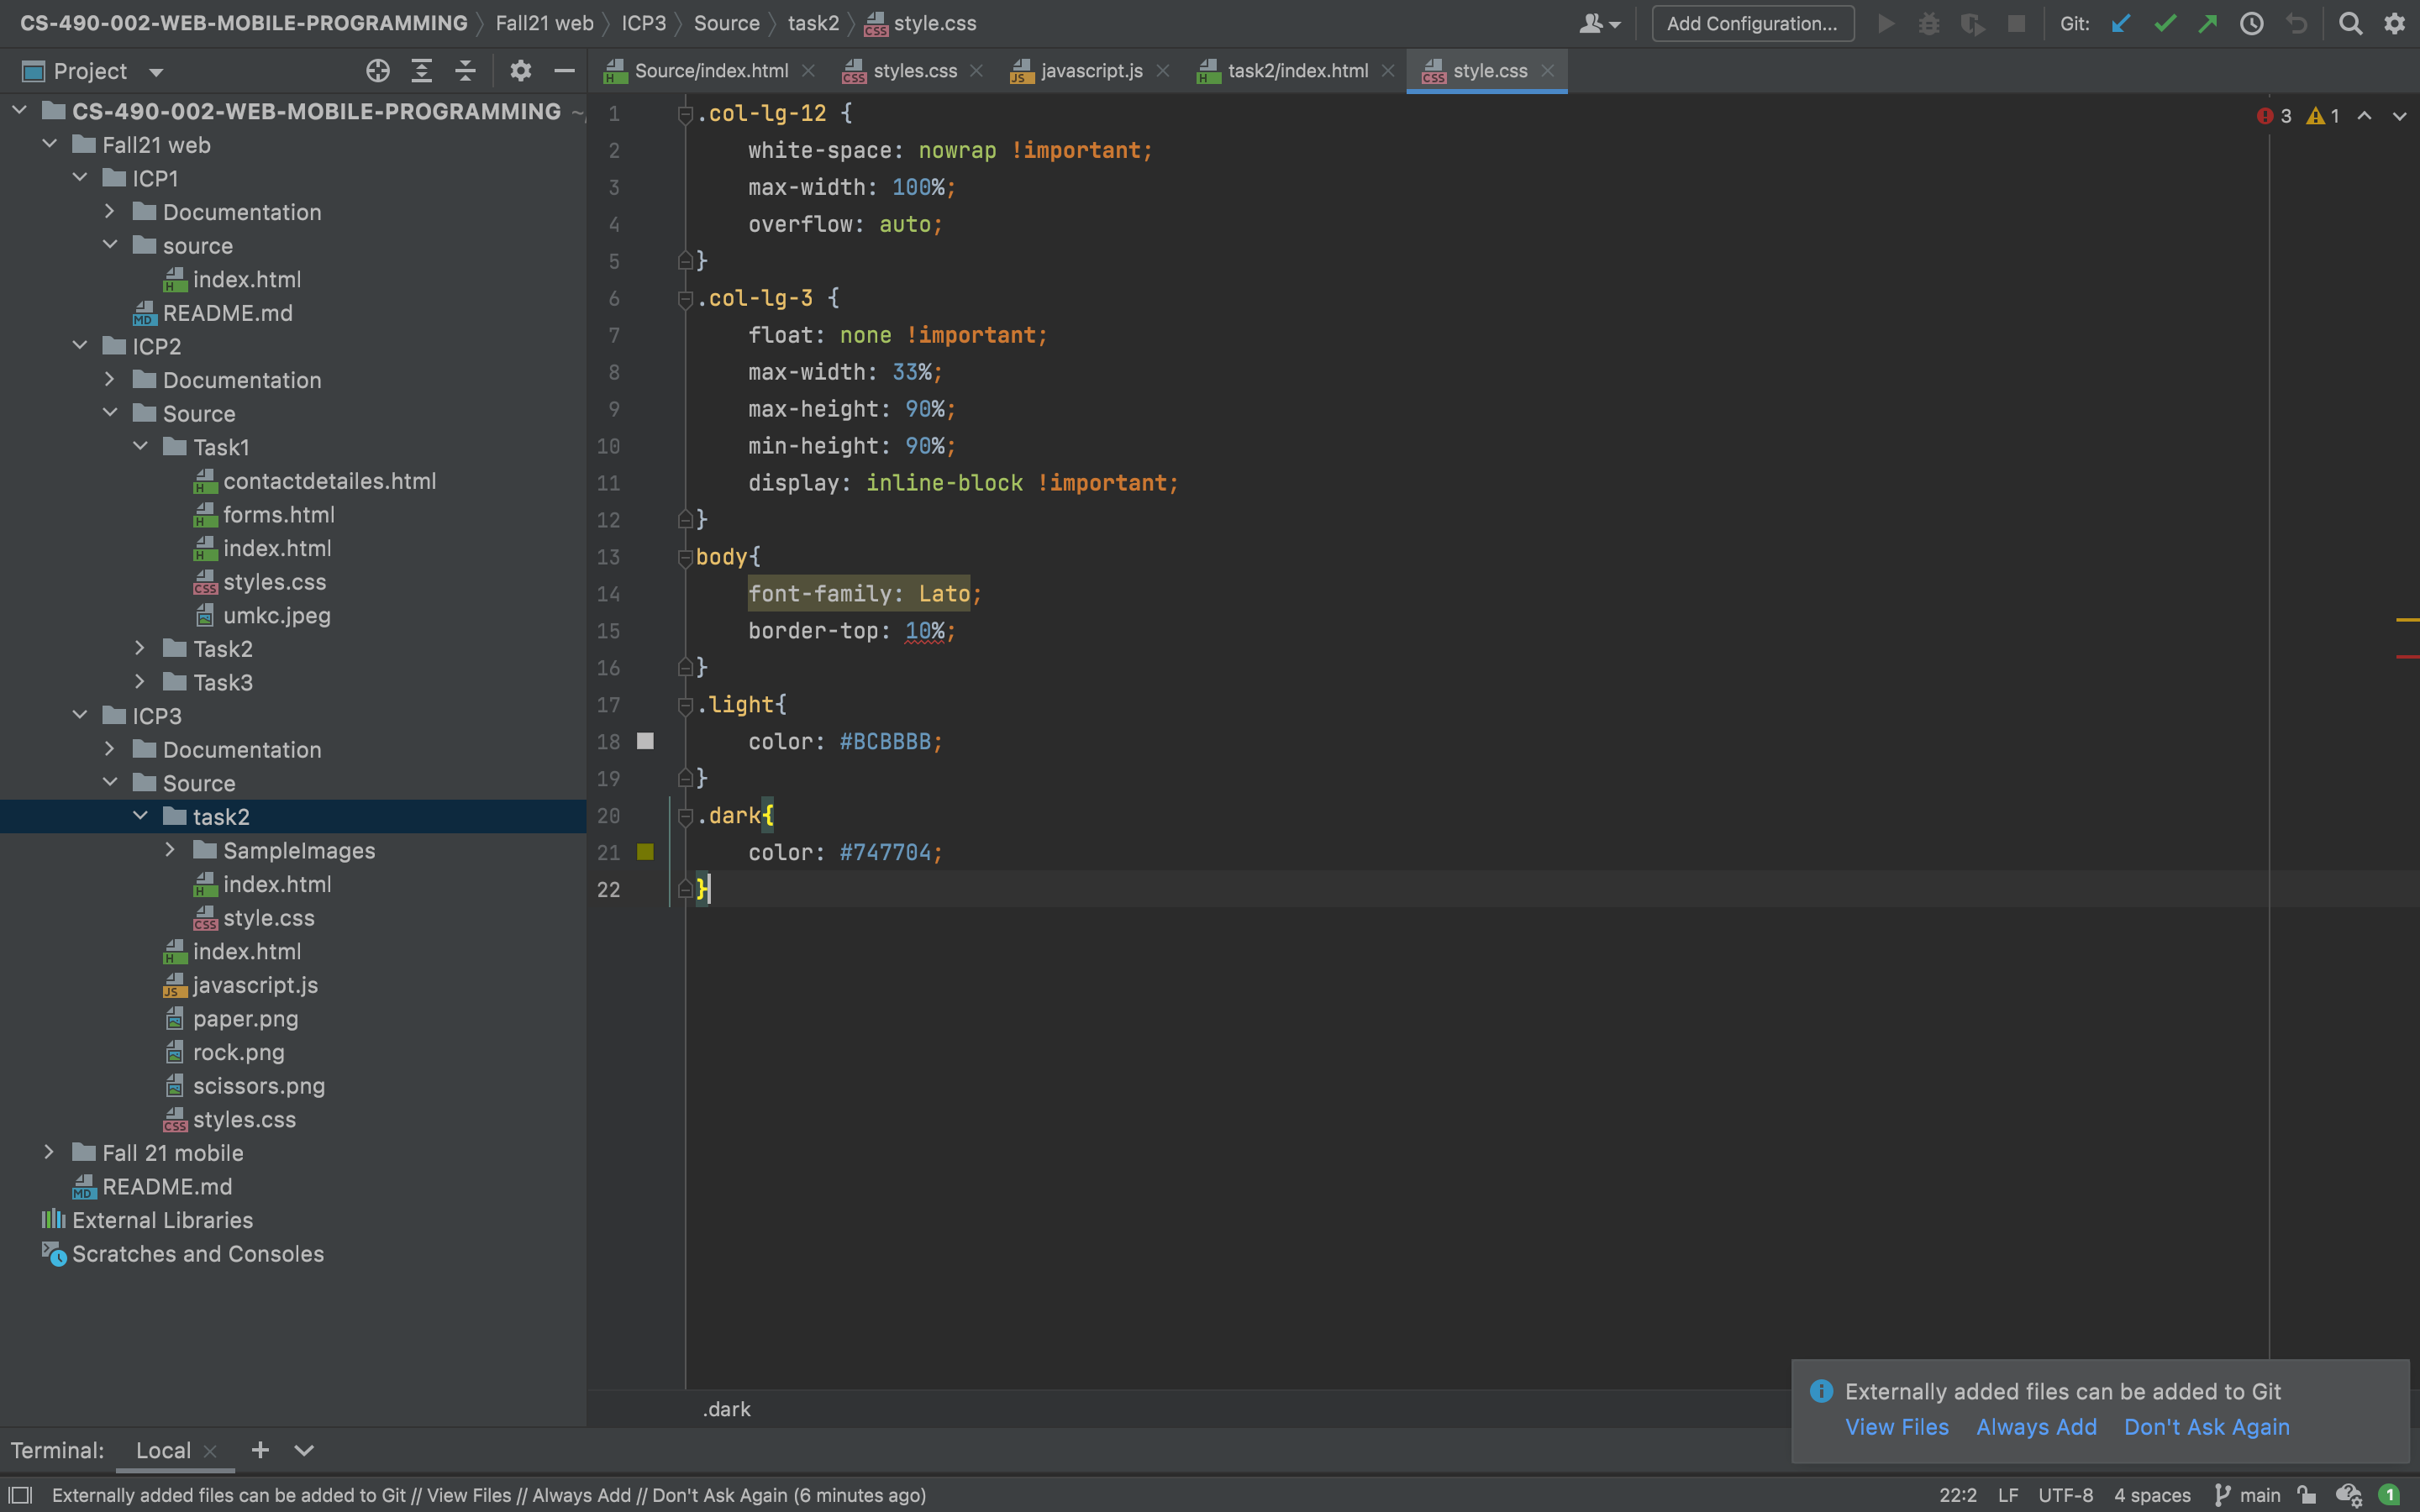 CS-490-002-WEB-MOBILE-PROGRAMMING Fall21 web ICP3 Source task2 style.css Add Configuration... Git:
Project
Source/index.html styles.css javascript.js task2/index.html style.css
CS-490-002-WEB-MOBILE-PROGRAMMING ~
Fall21 web
ICP1
Documentation
source
index.html
README.md
ICP2
Documentation
Source
Task1
contactdetailes.html
forms.html
index.html
styles.css
umkc.jpeg
Task2
Task3
ICP3
Documentation
Source
task2
SampleImages
index.html
style.css
index.html
javascript.js
paper.png
rock.png
scissors.png
styles.css
Fall 21 mobile
README.md
External Libraries
Scratches and Consoles
3 1
1 .col-lg-12 {
2 white-space: nowrap !important;
3 max-width: 100%;
4 overflow: auto;
5 }
6 .col-lg-3 {
7 float: none !important;
8 max-width: 33%;
9 max-height: 90%;
10 min-height: 90%;
11 display: inline-block !important;
12 }
13 body{
14 font-family: Lato;
15 border-top: 10%;
16 }
17 .light{
18 color: #BCBBBB;
19 }
20 .dark{
21 color: #747704;
22 }
.dark
Externally added files can be added to Git
View Files Always Add Don't Ask Again
Terminal: Local
Externally added files can be added to Git // View Files // Always Add // Don't Ask Again (6 minutes ago) 22:2 LF UTF-8 4 spaces main 1